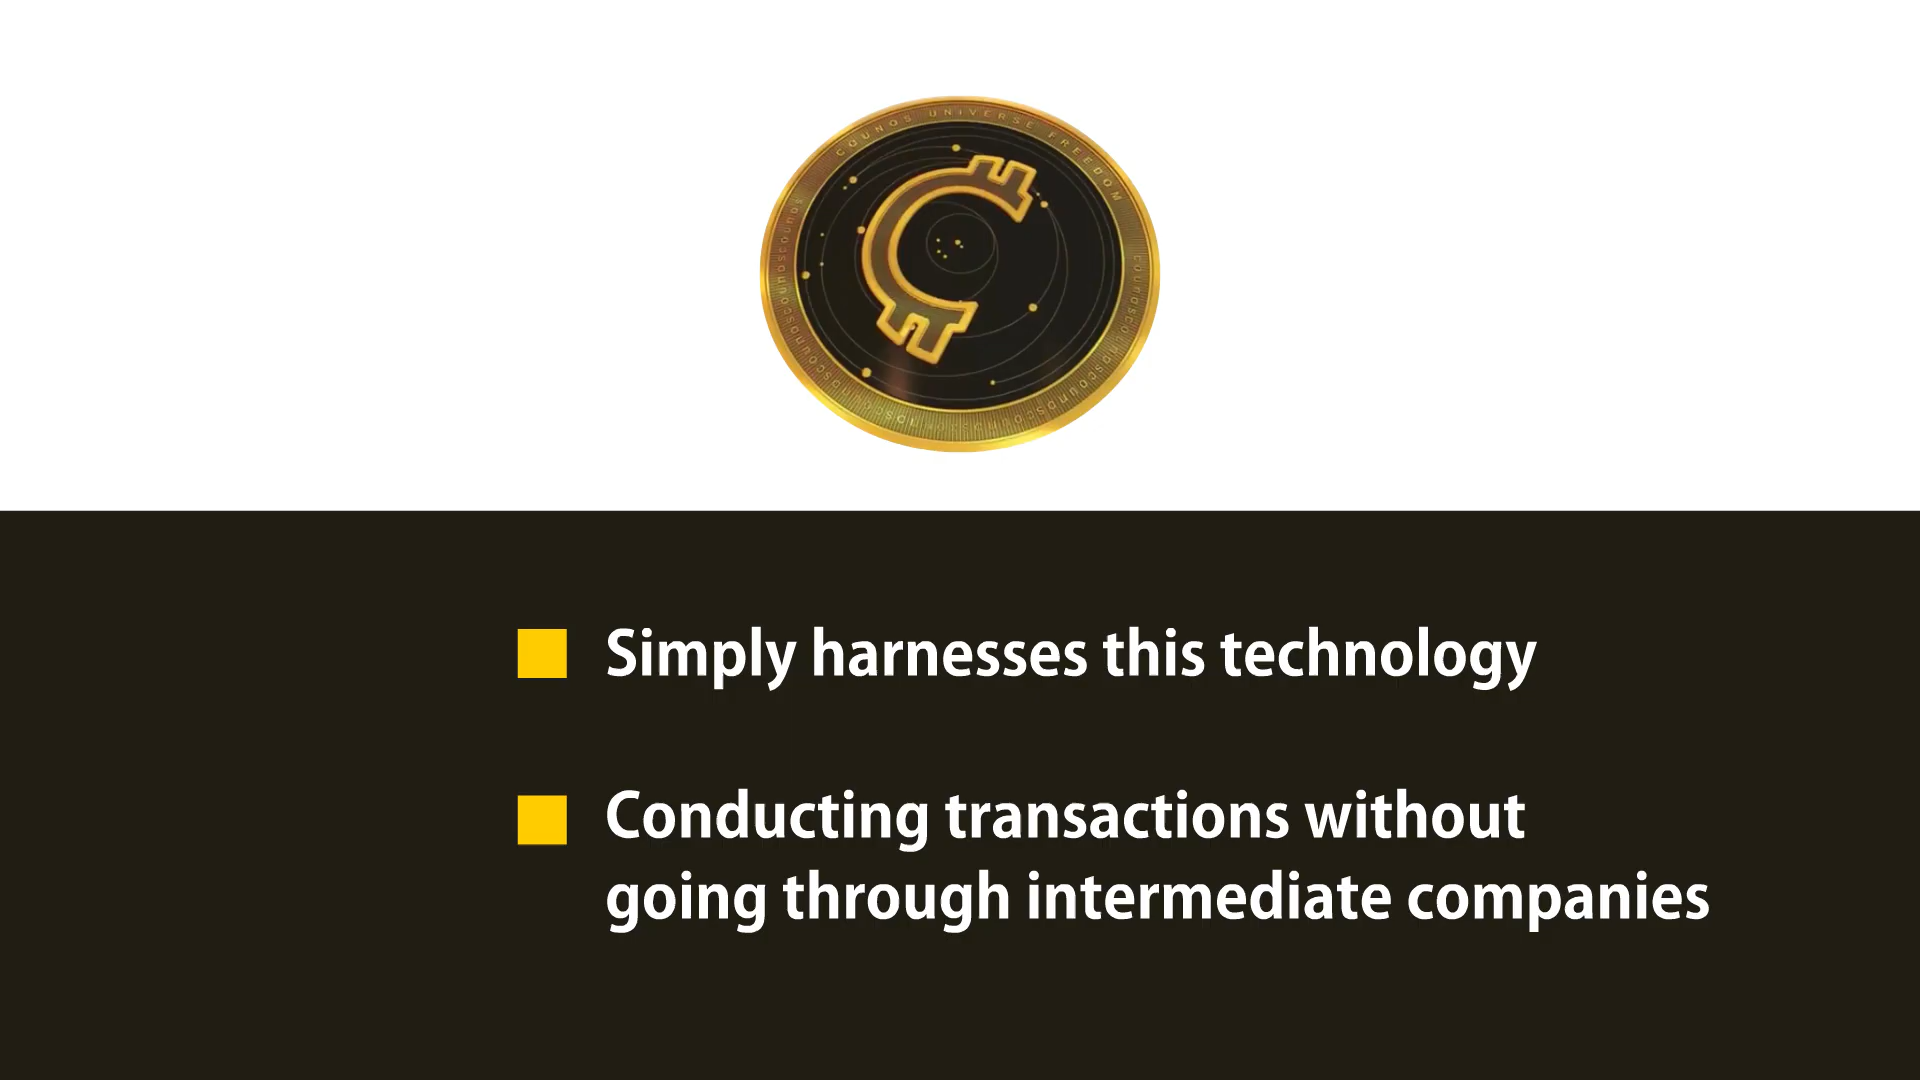 COUNOS UNIVERSE FREEDOM
Simply harnesses this technology
Conducting transactions without
going through intermediate companies